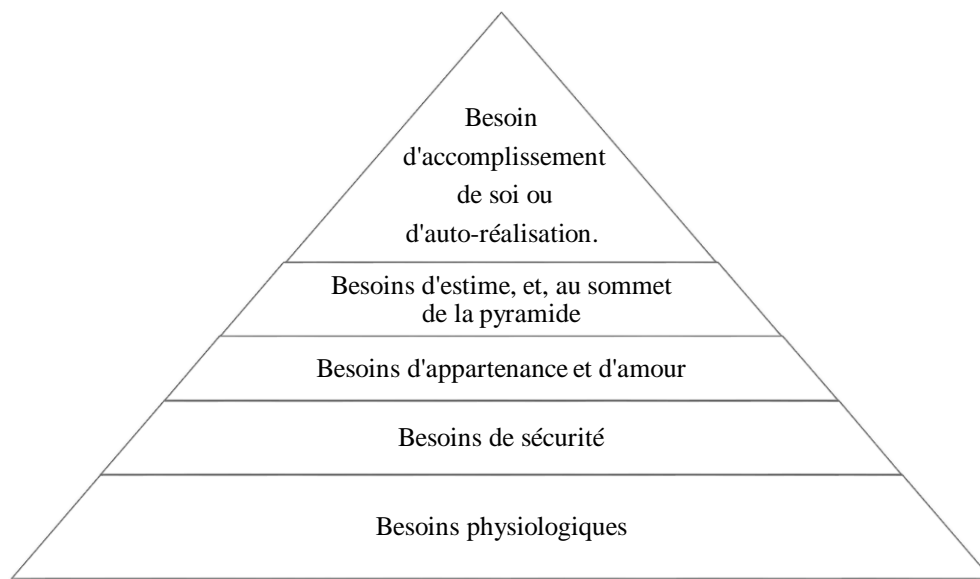 Besoin
d'accomplissement
de soi ou
d'auto-réalisation.
Besoins d'estime, et, au sommet
de la pyramide
Besoins d'appartenance et d'amour
Besoins de sécurité
Besoins physiologiques